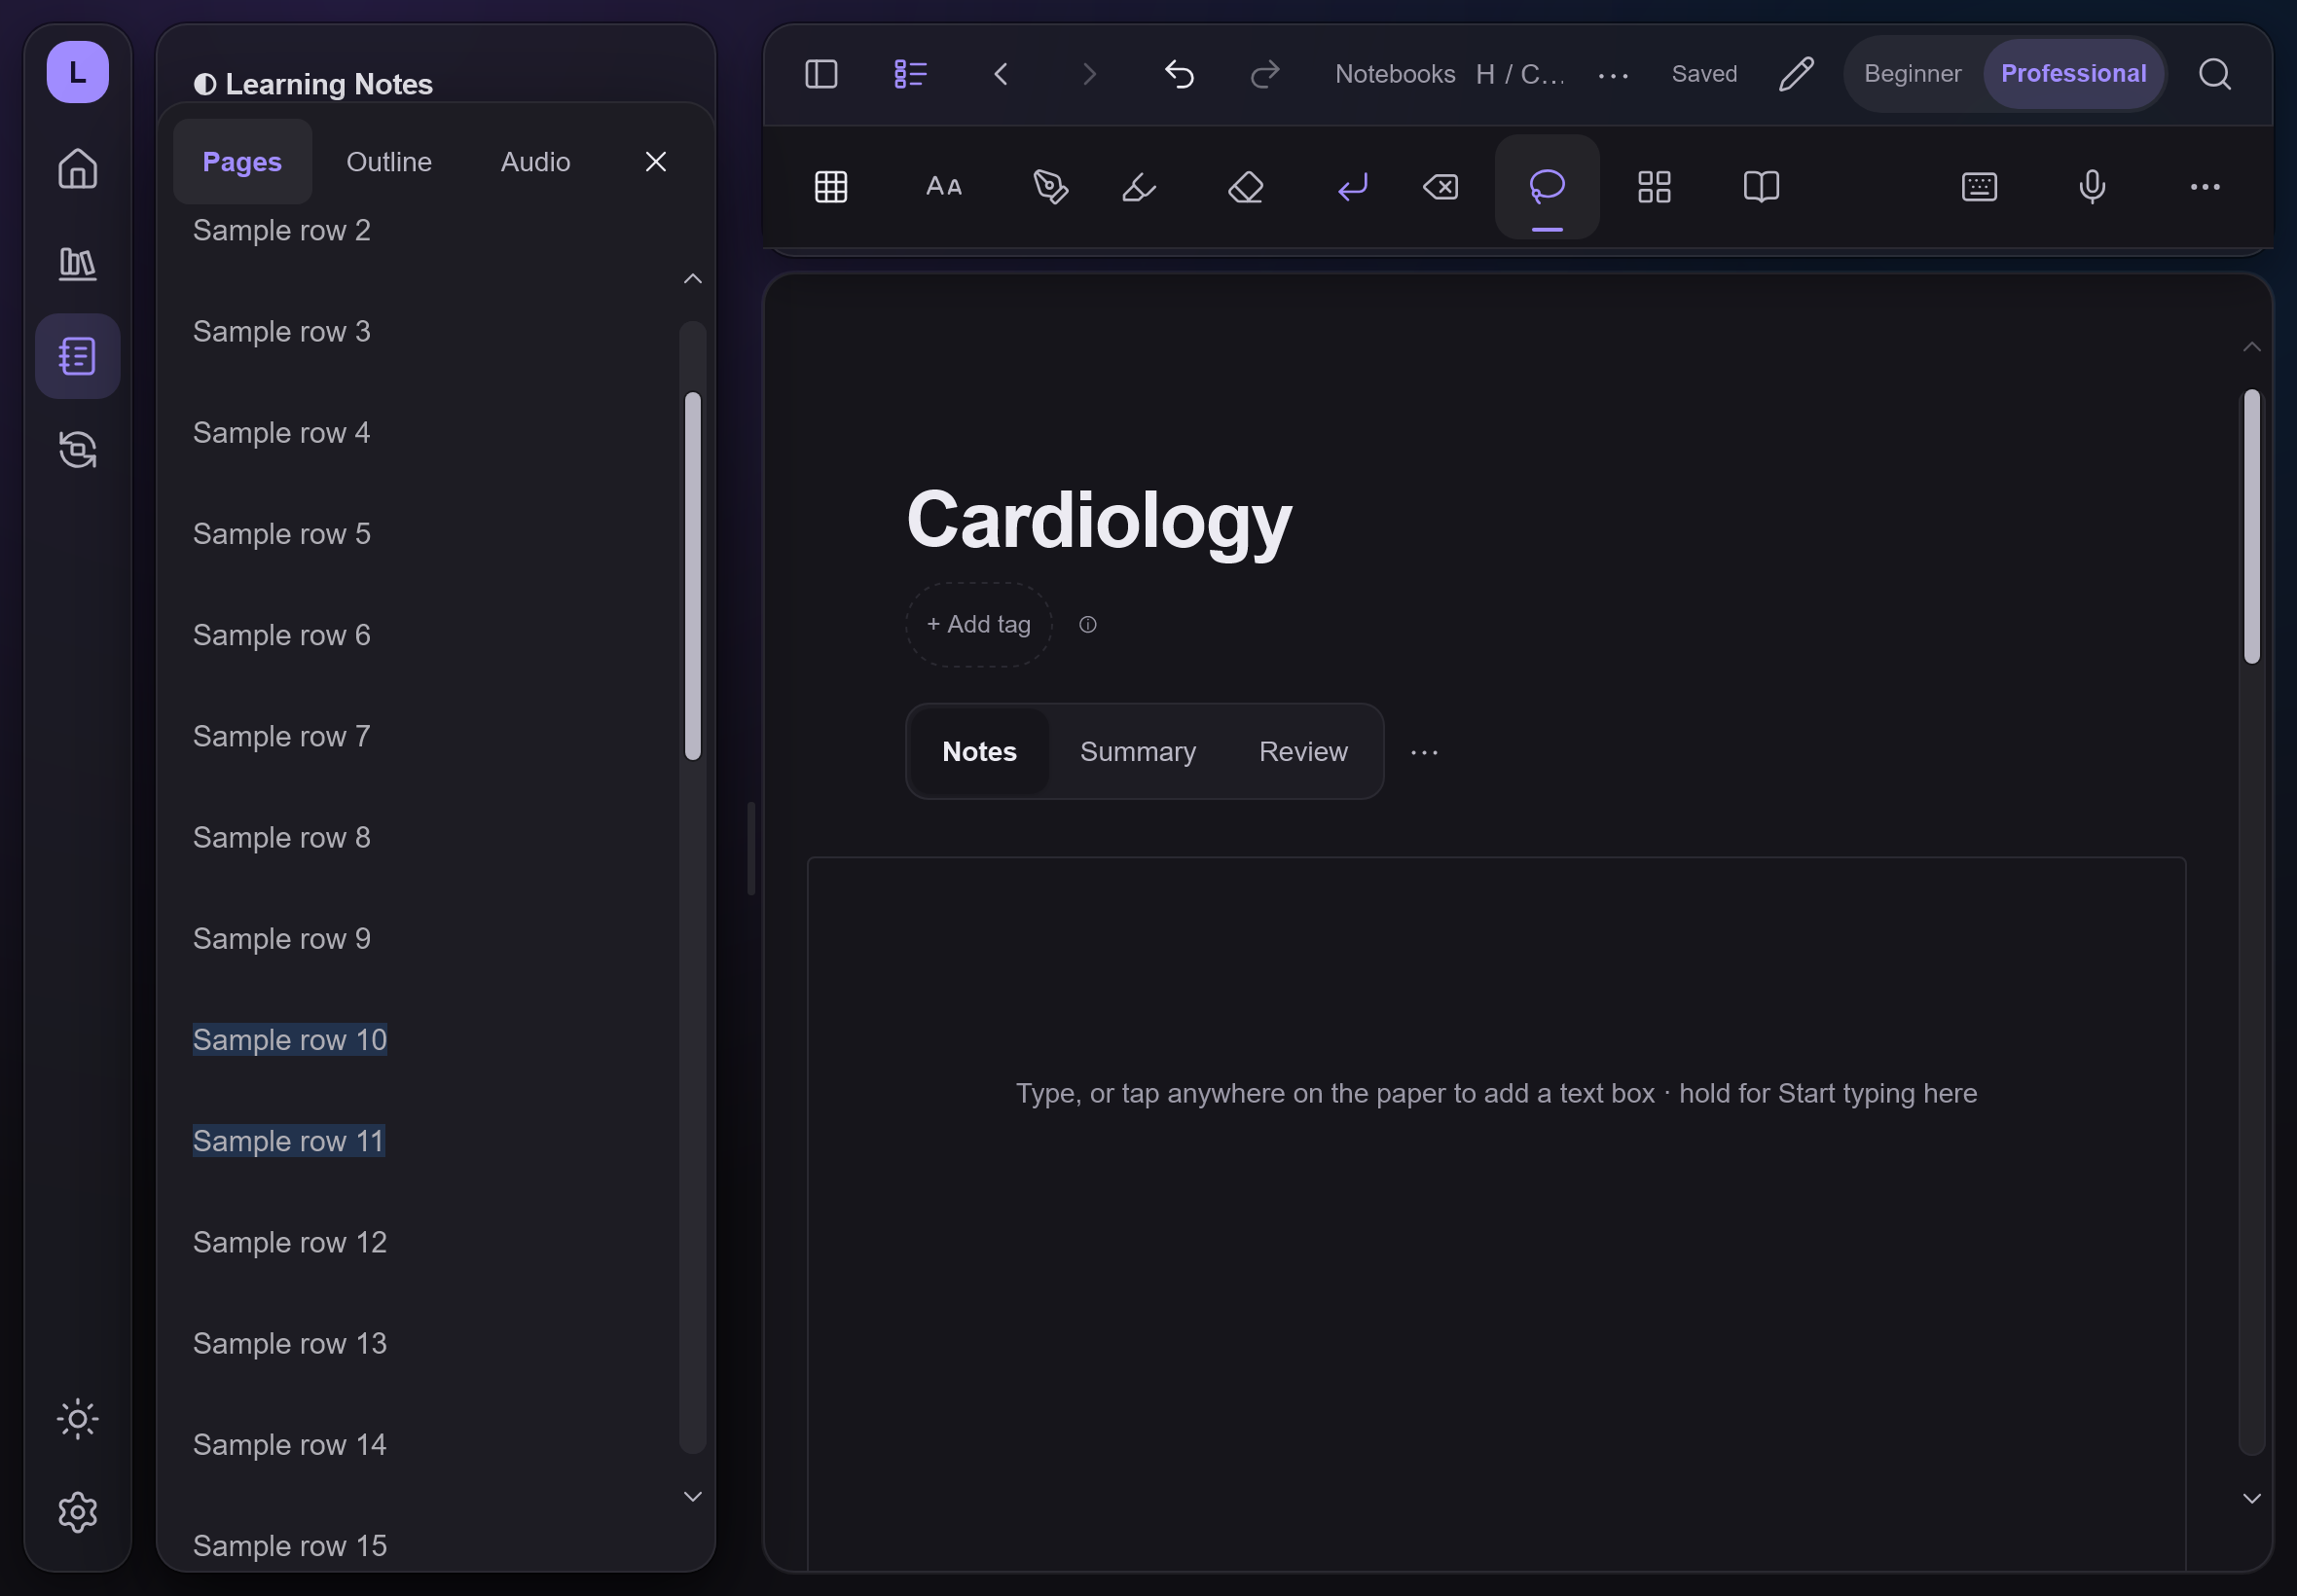 L
Learning Notes
Pages Outline Audio
Sample row 2
Sample row 3
Sample row 4
Sample row 5
Sample row 6
Sample row 7
Sample row 8
Sample row 9
Sample row 10
Sample row 11
Sample row 12
Sample row 13
Sample row 14
Sample row 15
Notebooks H / C... Saved Beginner Professional
AA
Cardiology
+ Add tag
Notes Summary Review
Type, or tap anywhere on the paper to add a text box · hold for Start typing here